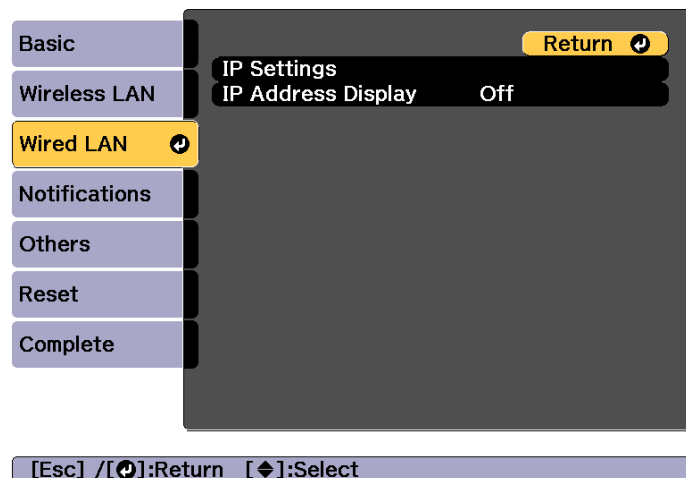 Basic
Return
IP Settings
Wireless LAN
IP Address Display Off
Wired LAN
Notifications
Others
Reset
Complete
[Esc] /[ ]:Return [ ]:Select